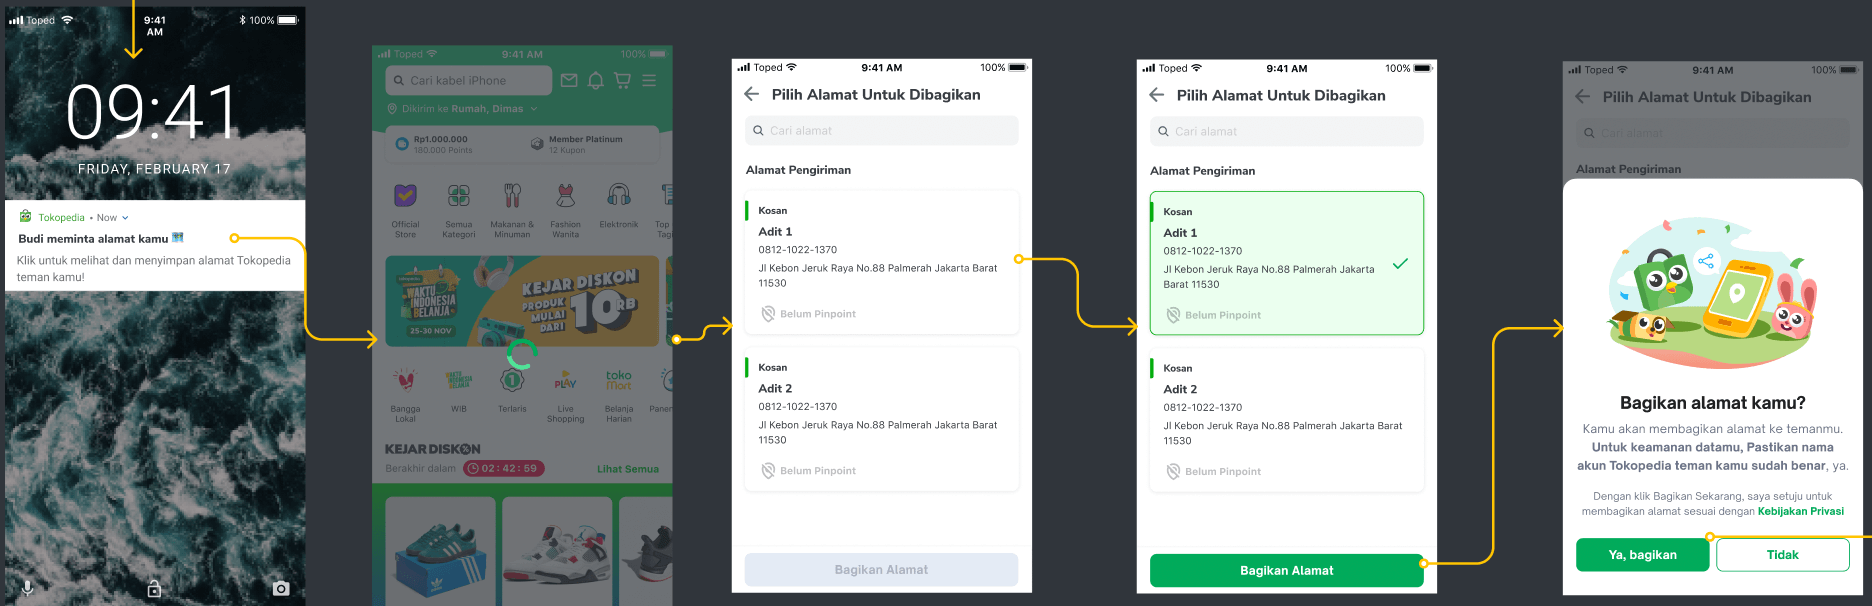 Toped
9:41
AM
100%
09:41
FRIDAY, FEBRUARY 17
Tokopedia • Now
Budi meminta alamat kamu
Klik untuk melihat dan menyimpan alamat Tokopedia
teman kamu!
Toped 9:41 AM 100%
Cari kabel iPhone
Dikirim ke Rumah, Dimas
Rp1.000.000
180.000 Points
Member Platinum
12 Kupon
Official
Store
Semua
Kategori
Makanan &
Minuman
Fashion
Wanita
Elektronik
Top
Tagi
WAKTU
INDONESIA
BELANJA
25-30 NOV
KEJAR DISKON
PRODUK
MULAI
DARI
10RB
Bangga
Lokal
WIB
1
Terlaris
PLAY
Live
Shopping
toko
Mart
Belanja
Harian
Paner
KEJAR DISKON
Berakhir dalam 02 : 42 : 59 Lihat Semua
adidas
Toped 9:41 AM 100%
Pilih Alamat Untuk Dibagikan
Cari alamat
Alamat Pengiriman
Kosan
Adit 1
0812-1022-1370
Jl Kebon Jeruk Raya No.88 Palmerah Jakarta Barat
11530
Belum Pinpoint
Kosan
Adit 2
0812-1022-1370
Jl Kebon Jeruk Raya No.88 Palmerah Jakarta Barat
11530
Belum Pinpoint
Bagikan Alamat
Toped 9:41 AM 100%
Pilih Alamat Untuk Dibagikan
Cari alamat
Alamat Pengiriman
Kosan
Adit 1
0812-1022-1370
Jl Kebon Jeruk Raya No.88 Palmerah Jakarta
Barat 11530
Belum Pinpoint
Kosan
Adit 2
0812-1022-1370
Jl Kebon Jeruk Raya No.88 Palmerah Jakarta Barat
11530
Belum Pinpoint
Bagikan Alamat
Toped 9:41 AM 100%
Pilih Alamat Untuk Dibagikan
Cari alamat
Alamat Pengiriman
Bagikan alamat kamu?
Kamu akan membagikan alamat ke temanmu.
Untuk keamanan datamu, Pastikan nama
akun Tokopedia teman kamu sudah benar, ya.
Dengan klik Bagikan Sekarang, saya setuju untuk
membagikan alamat sesuai dengan Kebijakan Privasi
Ya, bagikan
Tidak